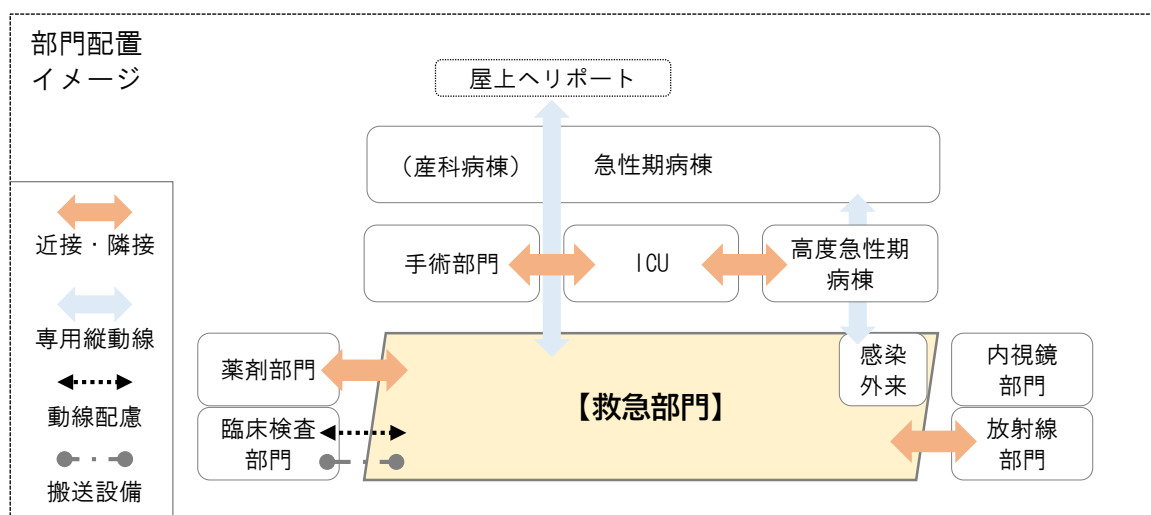 部門配置
イメージ
屋上ヘリポート
(産科病棟) 急性期病棟
近接・隣接
手術部門
ICU
高度急性期
病棟
専用縦動線
薬剤部門
感染
外来
内視鏡
部門
動線配慮
臨床検査
部門
【救急部門】
放射線
部門
搬送設備